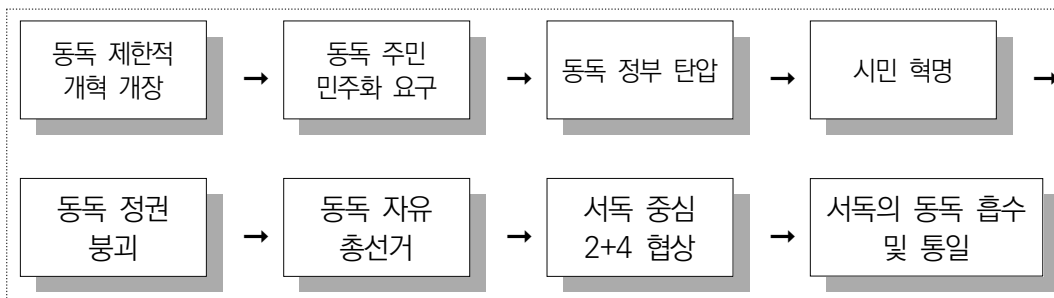 동독 제한적
개혁 개장
➞
동독 주민
민주화 요구
➞
동독 정부 탄압
➞
시민 혁명
➞
동독 정권
붕괴
➞
동독 자유
총선거
➞
서독 중심
2+4 협상
➞
서독의 동독 흡수
및 통일